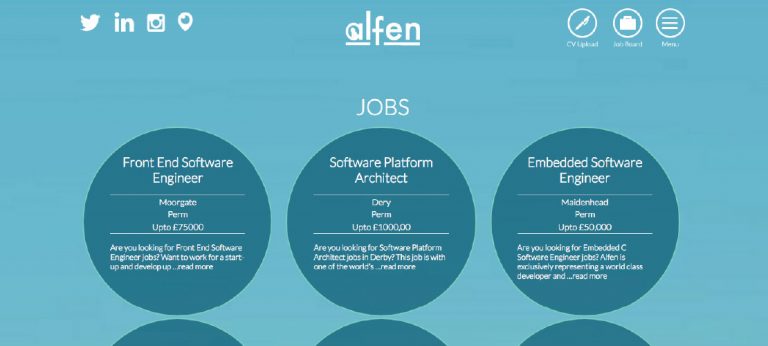 alfen
CV Upload
Job Board
Menu
JOBS
Front End Software
Engineer
Moorgate
Perm
Upto £75000
Are you looking for Front End Software
Engineer jobs? Want to work for a start-
up and develop up ...read more
Software Platform
Architect
Dery
Perm
Upto £1000,00
Are you looking for Software Platform
Architect jobs in Derby? This job is with
one of the world's ...read more
Embedded Software
Engineer
Maidenhead
Perm
Upto £50,000
Are you looking for Embedded C
Software Engineer jobs? Alfen is
exclusively representing a world class
developer and ...read more